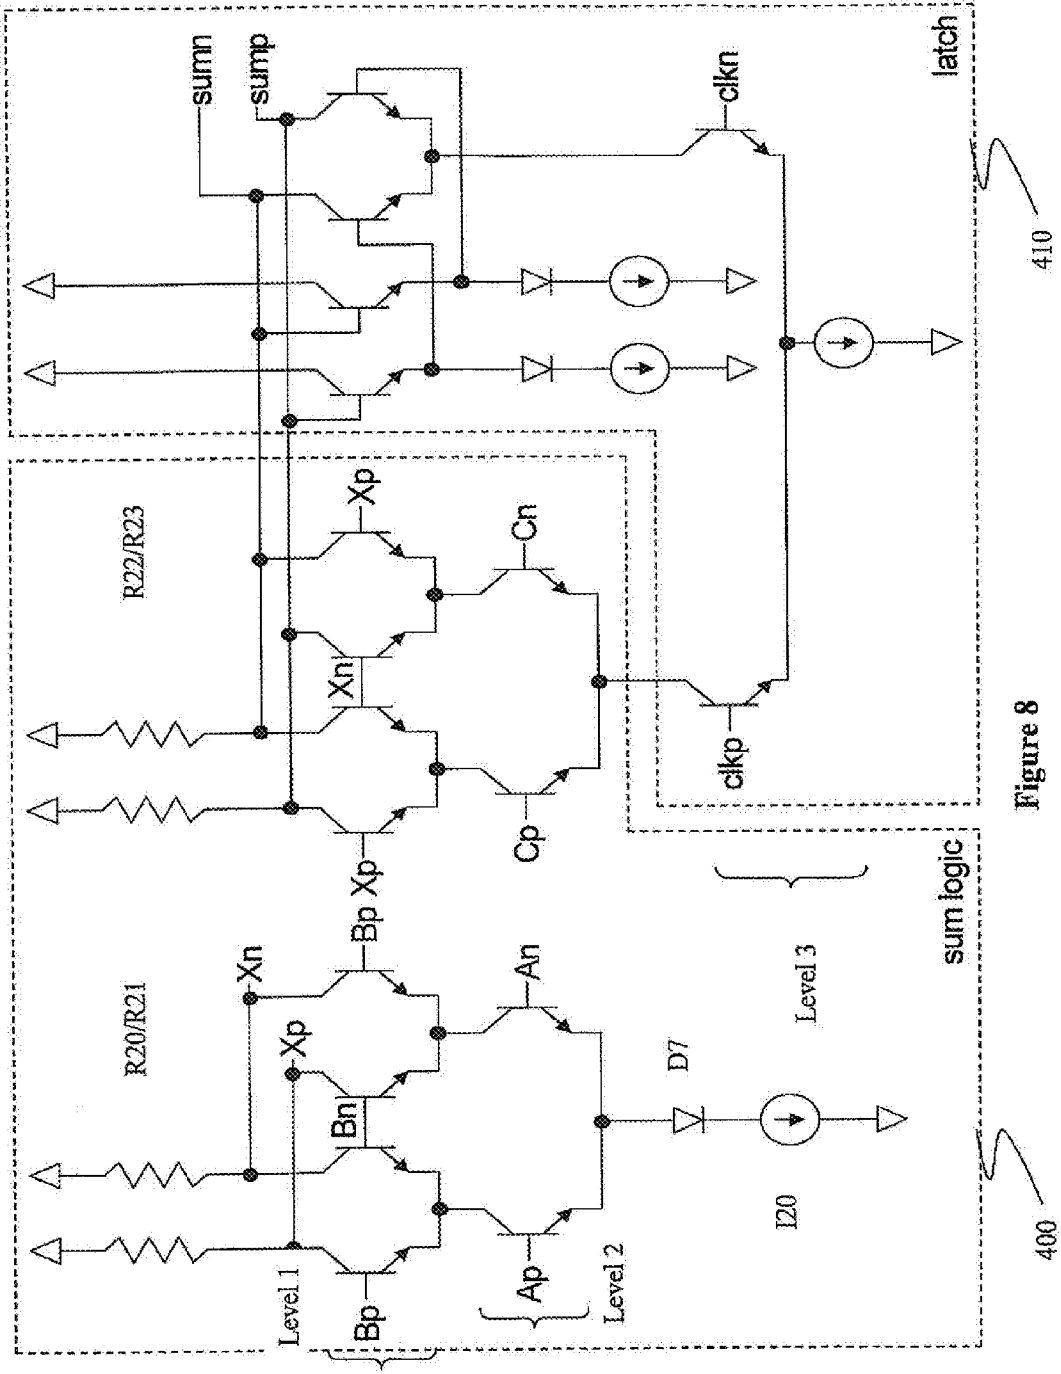 R20/R21
R22/R23
sumn
sump
Xn
Xp
Level 1
Bp
Bn
Bp
Xp
Xn
Xp
Ap
An
Cp
Cn
Level 2
D7
I20
Level 3
clkp
clkn
sum logic
latch
400
410
Figure 8